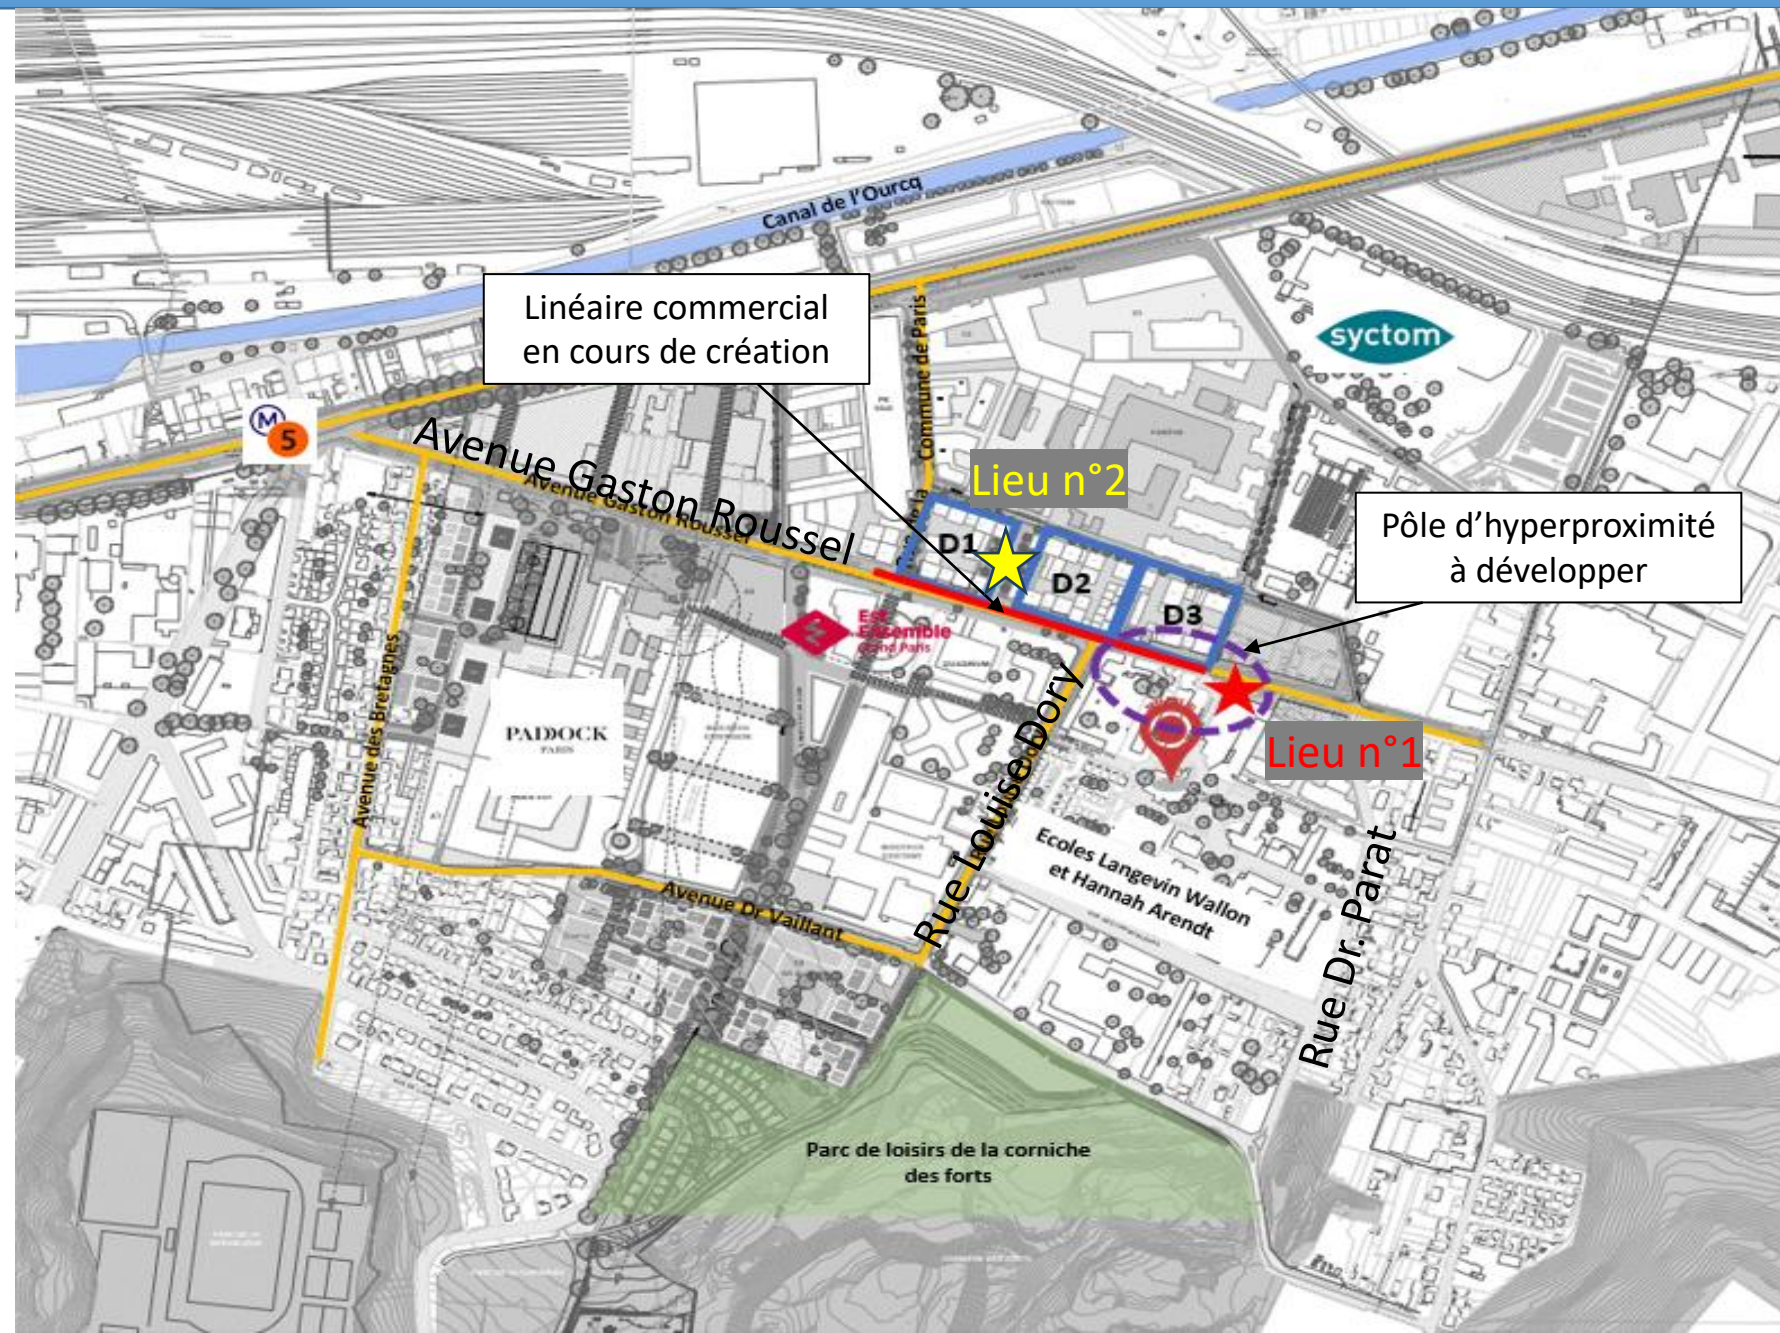 Canal de l'Ourcq
Linéaire commercial
en cours de création
syctom
Commune de Paris
M
5
Avenue Gaston Roussel
Avenue Gaston Roussel
Lieu n°2
Pôle d'hyperproximité
à développer
D1
D2
D3
Est
Ensemble
Grand Paris
Avenue des Bretagnes
PADDOCK
PARIS
Lieu n°1
Rue Louise Dory
Ecoles Langevin Wallon
et Hannah Arendt
Rue Dr. Parat
Avenue Dr Vaillant
Parc de loisirs de la corniche
des forts